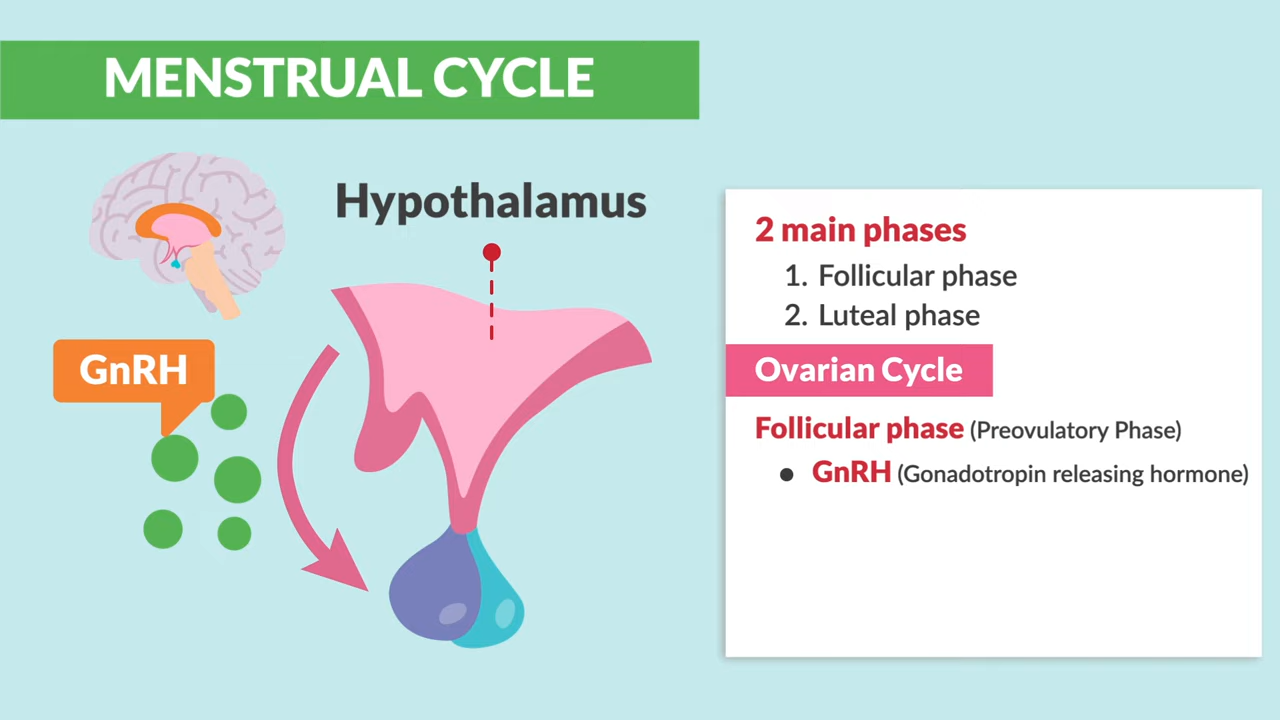 MENSTRUAL CYCLE
Hypothalamus
GnRH
2 main phases
1. Follicular phase
2. Luteal phase
Ovarian Cycle
Follicular phase (Preovulatory Phase)
● GnRH (Gonadotropin releasing hormone)